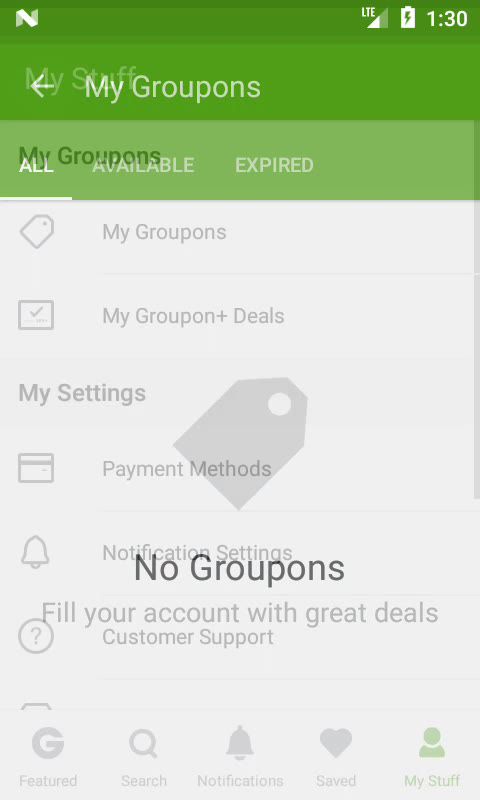 LTE 1:30
My Stuff
My Groupons
My Groupons
ALL AVAILABLE EXPIRED
My Groupons
My Groupon+ Deals
My Settings
Payment Methods
Notification Settings
No Groupons
Fill your account with great deals
Customer Support
Featured Search Notifications Saved My Stuff